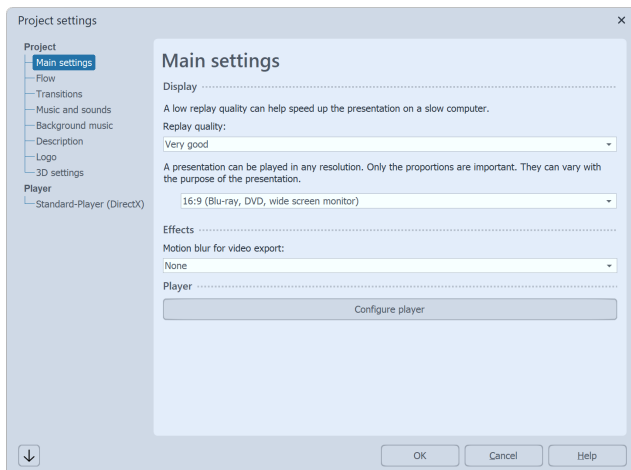 Project settings
Project
Main settings
Flow
Transitions
Music and sounds
Background music
Description
Logo
3D settings
Player
Standard-Player (DirectX)
Main settings
Display
A low replay quality can help speed up the presentation on a slow computer.
Replay quality:
Very good
A presentation can be played in any resolution. Only the proportions are important. They can vary with
the purpose of the presentation.
16:9 (Blu-ray, DVD, wide screen monitor)
Effects
Motion blur for video export:
None
Player
Configure player
OK
Cancel
Help